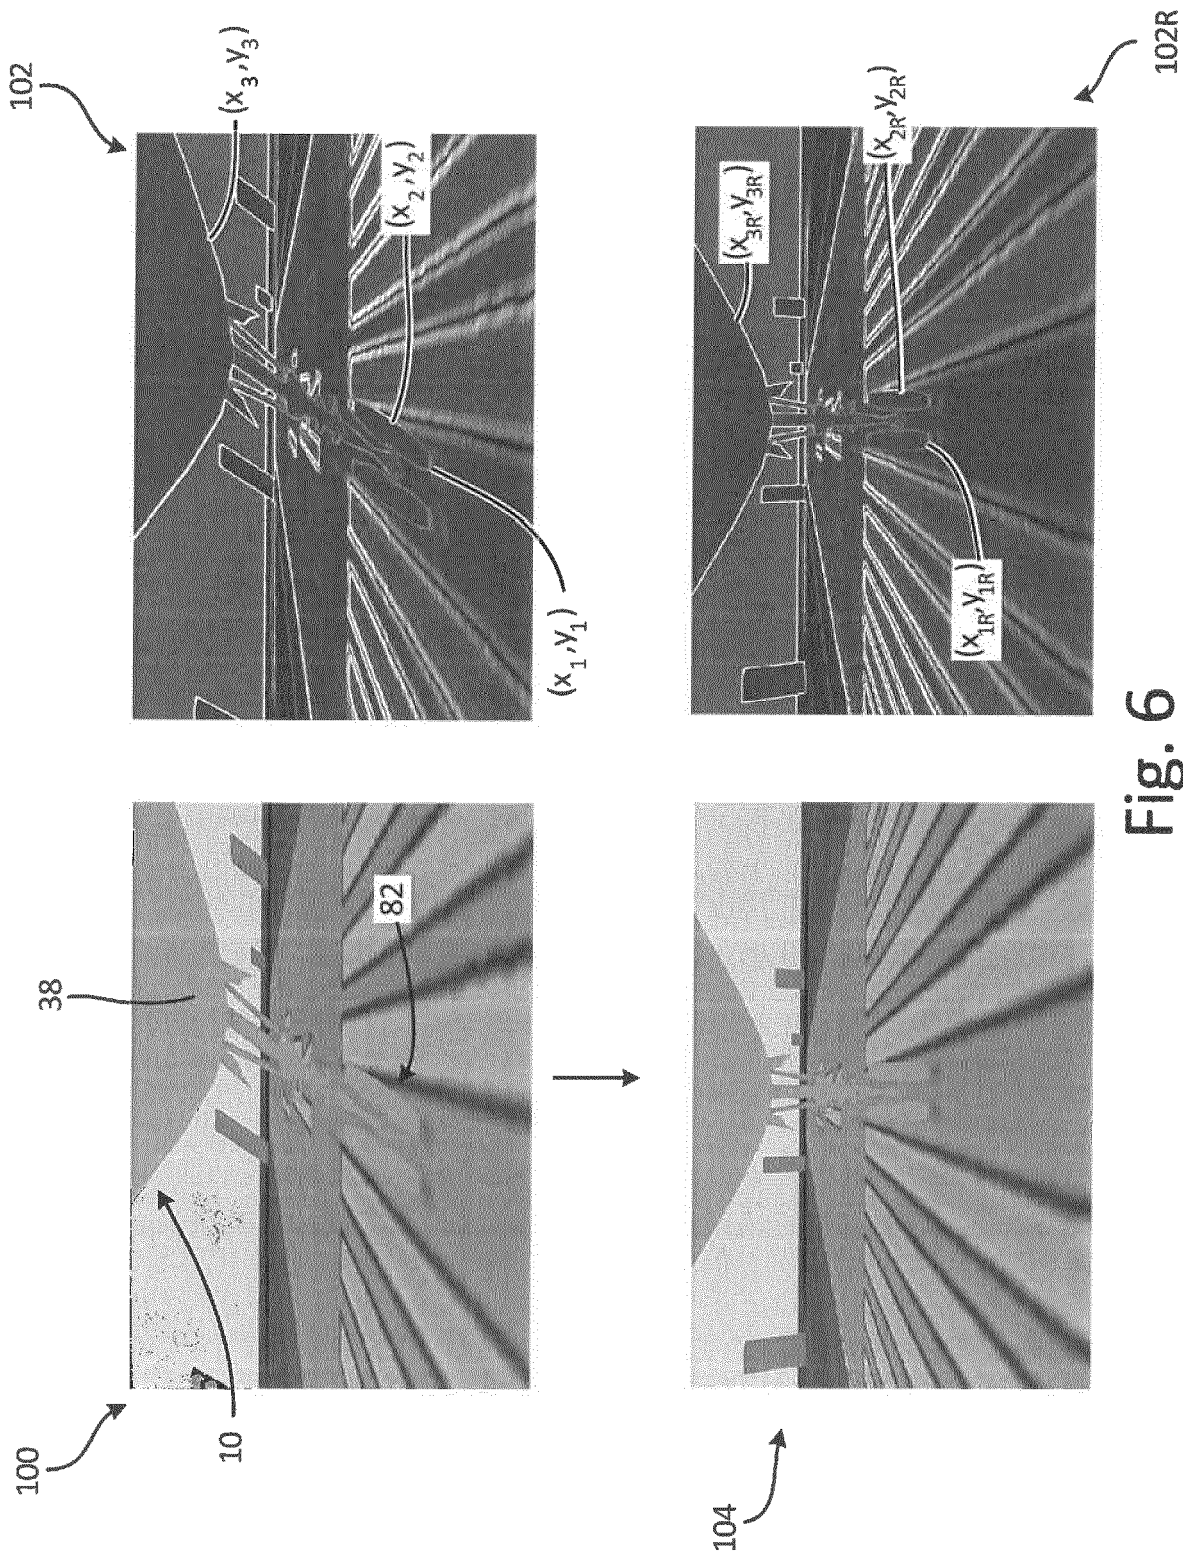 100
10
38
82
102
(x₃,y₃)
(x₂,y₂)
(x₁,y₁)
104
102R
(x₃R,y₃R)
(x₂R,y₂R)
(x₁R,y₁R)
Fig. 6